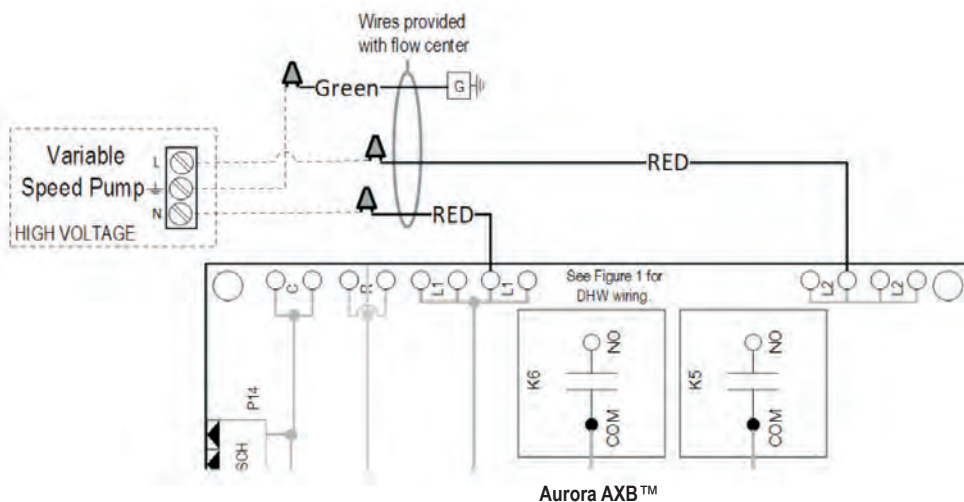 Wires provided
with flow center
Green
G
Variable
Speed Pump
L
N
HIGH VOLTAGE
RED
RED
C
R
L1
L1
See Figure 1 for
DHW wiring.
L2
L2
K6
NO
COM
K5
NO
COM
P14
SCH
Aurora AXB™